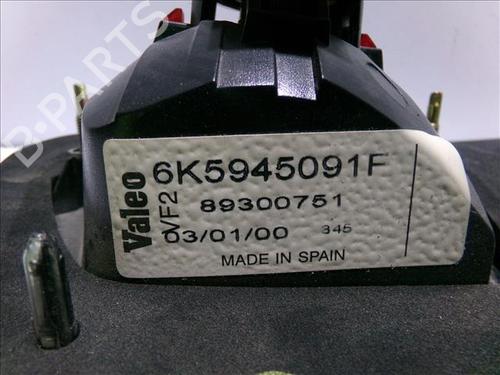 B-PARTS
Valeo
6K5945091F
0VF2
89300751
03/01/00 345
MADE IN SPAIN